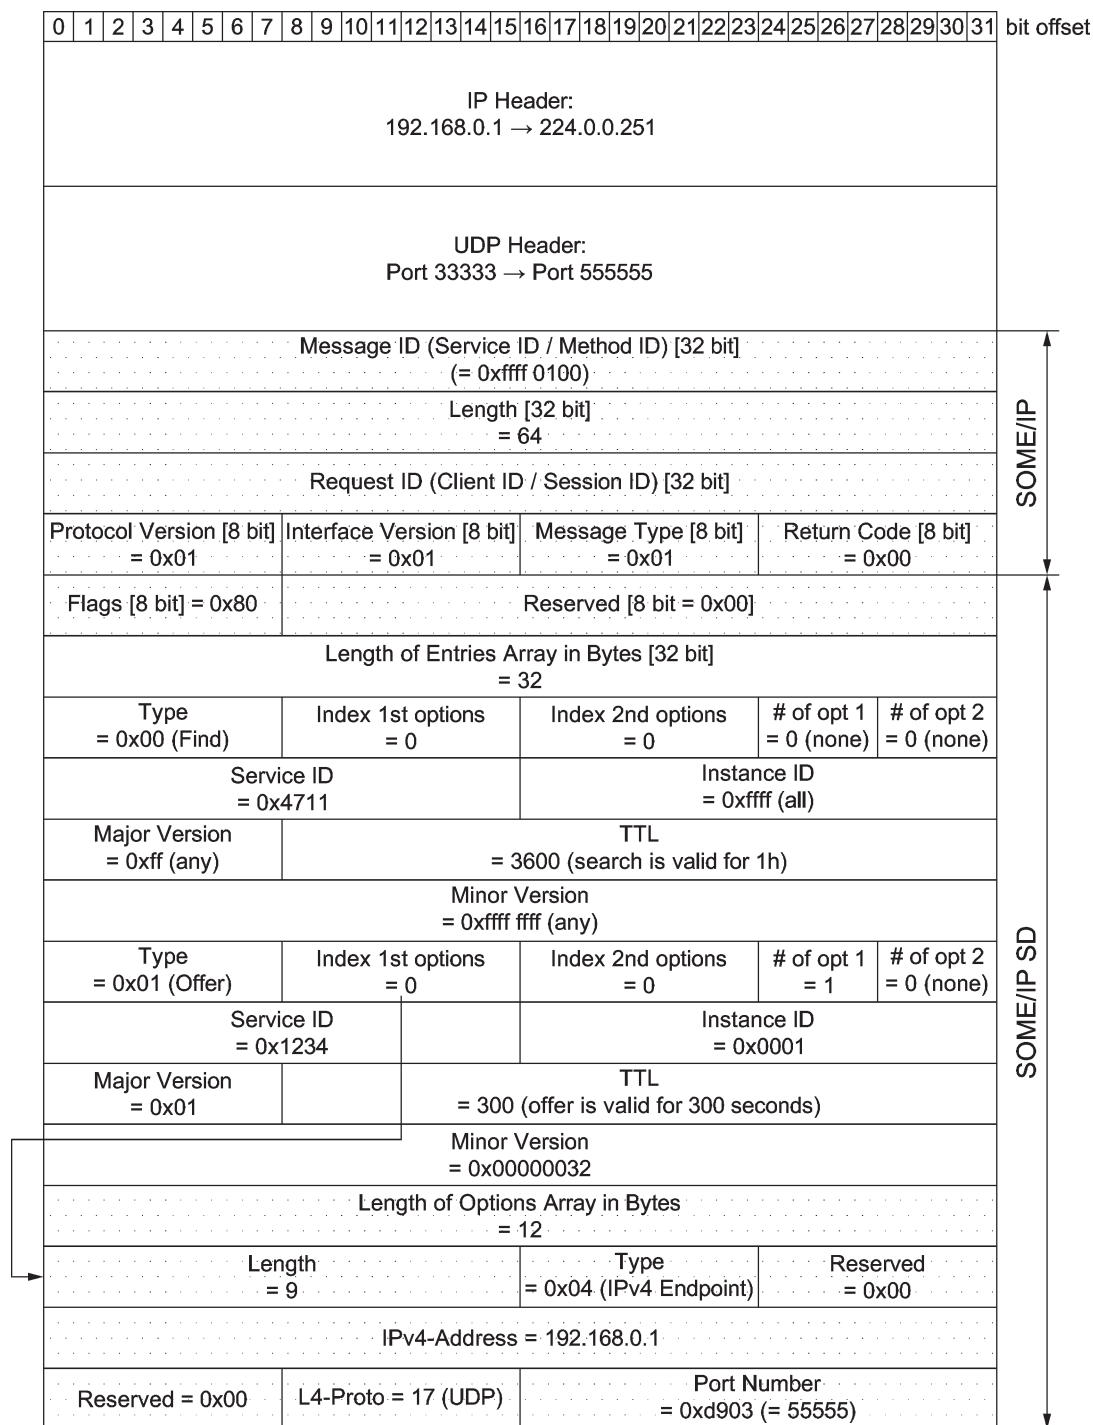 0 1 2 3 4 5 6 7 8 9 10 11 12 13 14 15 16 17 18 19 20 21 22 23 24 25 26 27 28 29 30 31 bit offset
IP Header:
192.168.0.1 → 224.0.0.251
UDP Header:
Port 33333 → Port 555555
Message ID (Service ID / Method ID) [32 bit]
(= 0xffff 0100)
Length [32 bit]
= 64
Request ID (Client ID / Session ID) [32 bit]
Protocol Version [8 bit] Interface Version [8 bit] Message Type [8 bit] Return Code [8 bit]
= 0x01 = 0x01 = 0x01 = 0x00
SOME/IP
Flags [8 bit] = 0x80 Reserved [8 bit = 0x00]
Length of Entries Array in Bytes [32 bit]
= 32
Type Index 1st options Index 2nd options # of opt 1 # of opt 2
= 0x00 (Find) = 0 = 0 = 0 (none) = 0 (none)
Service ID Instance ID
= 0x4711 = 0xffff (all)
Major Version TTL
= 0xff (any) = 3600 (search is valid for 1h)
Minor Version
= 0xffff ffff (any)
Type Index 1st options Index 2nd options # of opt 1 # of opt 2
= 0x01 (Offer) = 0 = 0 = 1 = 0 (none)
Service ID Instance ID
= 0x1234 = 0x0001
Major Version TTL
= 0x01 = 300 (offer is valid for 300 seconds)
Minor Version
= 0x00000032
Length of Options Array in Bytes
= 12
Length Type Reserved
= 9 = 0x04 (IPv4 Endpoint) = 0x00
IPv4-Address = 192.168.0.1
Reserved = 0x00 L4-Proto = 17 (UDP) Port Number
= 0xd903 (= 55555)
SOME/IP SD